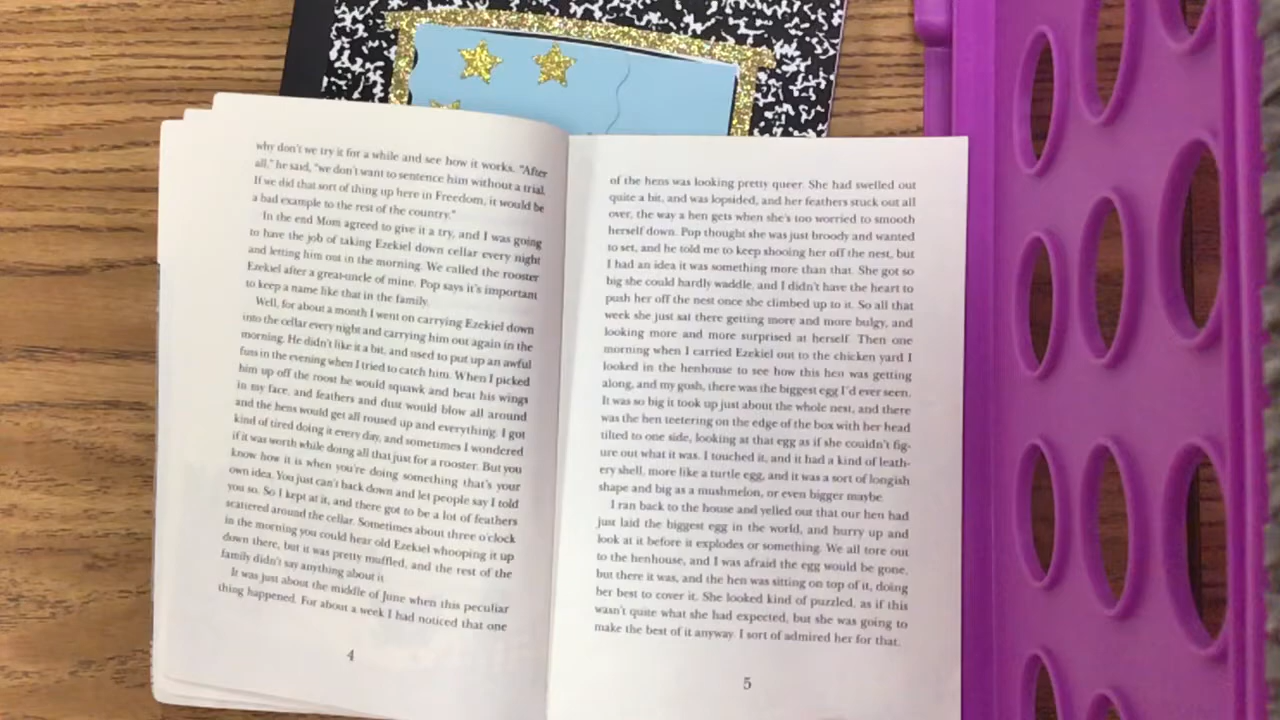 why don't we try it for a while and see how it works. "After
all," he said, "we don't want to sentence him without a trial.
If we did that sort of thing up here in Freedom, it would be
a bad example to the rest of the country."
In the end Mom agreed to give it a try, and I was going
to have the job of taking Ezekiel down cellar every night
and letting him out in the morning. We called the rooster
Ezekiel after a great-uncle of mine. Pop says it's important
to keep a name like that in the family.
Well, for about a month I went on carrying Ezekiel down
into the cellar every night and carrying him out again in the
morning. He didn't like it a bit, and used to put up an awful
fuss in the evening when I tried to catch him. When I picked
him up off the roost he would squawk and beat his wings
in my face, and feathers and dust would blow all around
and the hens would get all roused up and everything. I got
kind of tired doing it every day, and sometimes I wondered
if it was worth while doing all that just for a rooster. But you
know how it is when you're doing something that's your
own idea. You just can't back down and let people say I told
you so. So I kept at it, and there got to be a lot of feathers
scattered around the cellar. Sometimes about three o'clock
in the morning you could hear old Ezekiel whooping it up
down there, but it was pretty muffled, and the rest of the
family didn't say anything about it.
It was just about the middle of June when this peculiar
thing happened. For about a week I had noticed that one
4
of the hens was looking pretty queer. She had swelled out
quite a bit, and was lopsided, and her feathers stuck out all
over, the way a hen gets when she's too worried to smooth
herself down. Pop thought she was just broody and wanted
to set, and he told me to keep shooing her off the nest, but
I had an idea it was something more than that. She got so
big she could hardly waddle, and I didn't have the heart to
push her off the nest once she climbed up to it. So all that
week she just sat there getting more and more bulgy, and
looking more and more surprised at herself. Then one
morning when I carried Ezekiel out to the chicken yard I
looked in the henhouse to see how this hen was getting
along, and my gosh, there was the biggest egg I'd ever seen.
It was so big it took up just about the whole nest, and there
was the hen teetering on the edge of the box with her head
tilted to one side, looking at that egg as if she couldn't fig-
ure out what it was. I touched it, and it had a kind of leath-
ery shell, more like a turtle egg, and it was a sort of longish
shape and big as a mushmelon, or even bigger maybe.
I ran back to the house and yelled out that our hen had
just laid the biggest egg in the world, and hurry up and
look at it before it explodes or something. We all tore out
to the henhouse, and I was afraid the egg would be gone,
but there it was, and the hen was sitting on top of it, doing
her best to cover it. She looked kind of puzzled, as if this
wasn't quite what she had expected, but she was going to
make the best of it anyway. I sort of admired her for that.
5